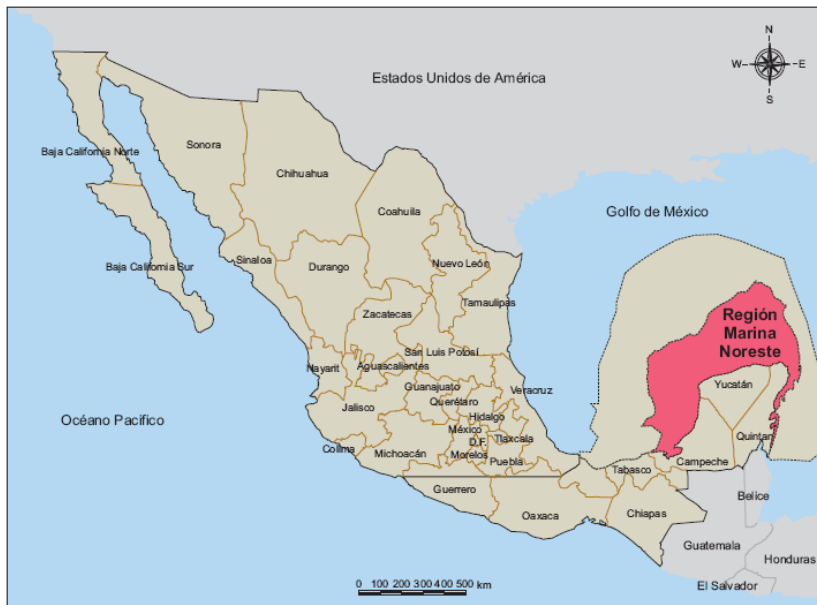 N
W
E
S
Estados Unidos de América
Baja California Norte
Sonora
Chihuahua
Coahuila
Golfo de México
Baja California Sur
Sinaloa
Durango
Nuevo León
Zacatecas
Tamaulipas
Región
Marina
Noreste
San Luis Potosí
Nayarit
Aguascalientes
Guanajuato
Veracruz
Yucatán
Querétaro
Jalisco
Hidalgo
Océano Pacifico
México
D.F.
Tlaxcala
Quintan
Colima
Michoacán
Morelos
Puebla
Campeche
Tabasco
Guerrero
Oaxaca
Chiapas
Belice
Guatemala
Honduras
El Salvador
0 100 200 300 400 500 km